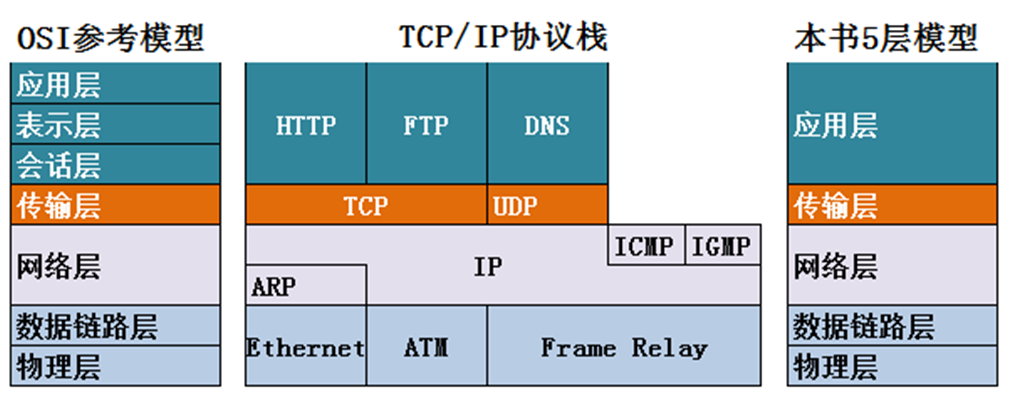 OSI参考模型
应用层
表示层
会话层
传输层
网络层
数据链路层
物理层
TCP/IP协议栈
HTTP FTP DNS
TCP UDP
ICMP IGMP
IP
ARP
Ethernet ATM Frame Relay
本书5层模型
应用层
传输层
网络层
数据链路层
物理层